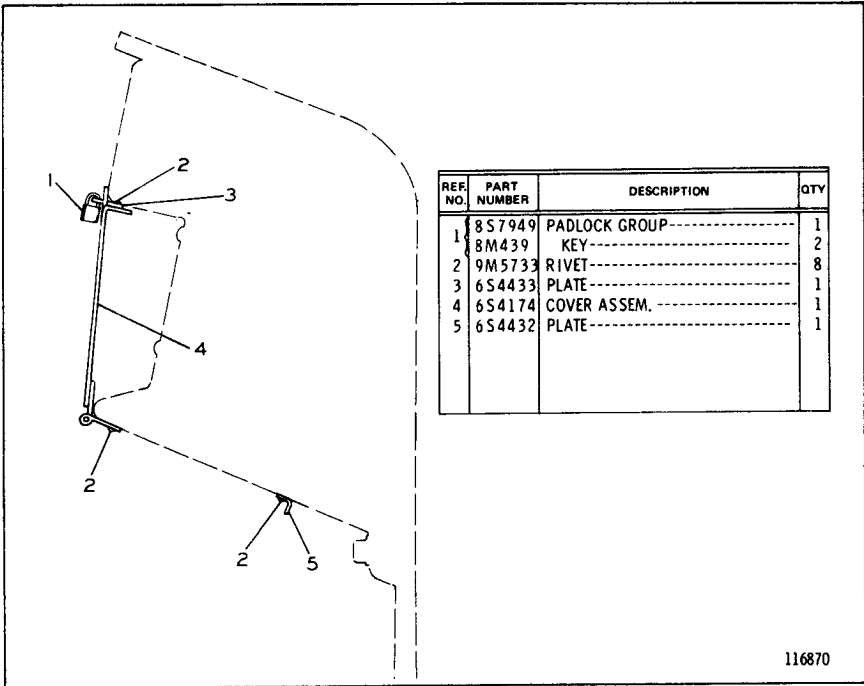 1
2
3
4
2
2
5
REF. NO. PART NUMBER DESCRIPTION QTY
1 8S7949 PADLOCK GROUP 1
8M439 KEY 2
2 9M5733 RIVET 8
3 6S4433 PLATE 1
4 6S4174 COVER ASSEM. 1
5 6S4432 PLATE 1
116870